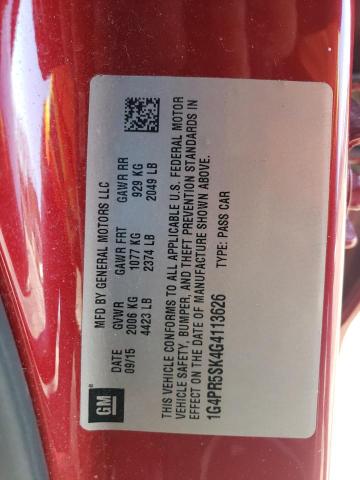 MFD BY GENERAL MOTORS LLC
DATE GVWR GAWR FRT GAWR RR
09/15 2006 KG 1077 KG 929 KG
4423 LB 2374 LB 2049 LB
THIS VEHICLE CONFORMS TO ALL APPLICABLE U.S. FEDERAL MOTOR
VEHICLE SAFETY, BUMPER, AND THEFT PREVENTION STANDARDS IN
EFFECT ON THE DATE OF MANUFACTURE SHOWN ABOVE.
1G4PR5SK4G4113626 TYPE: PASS CAR
GM